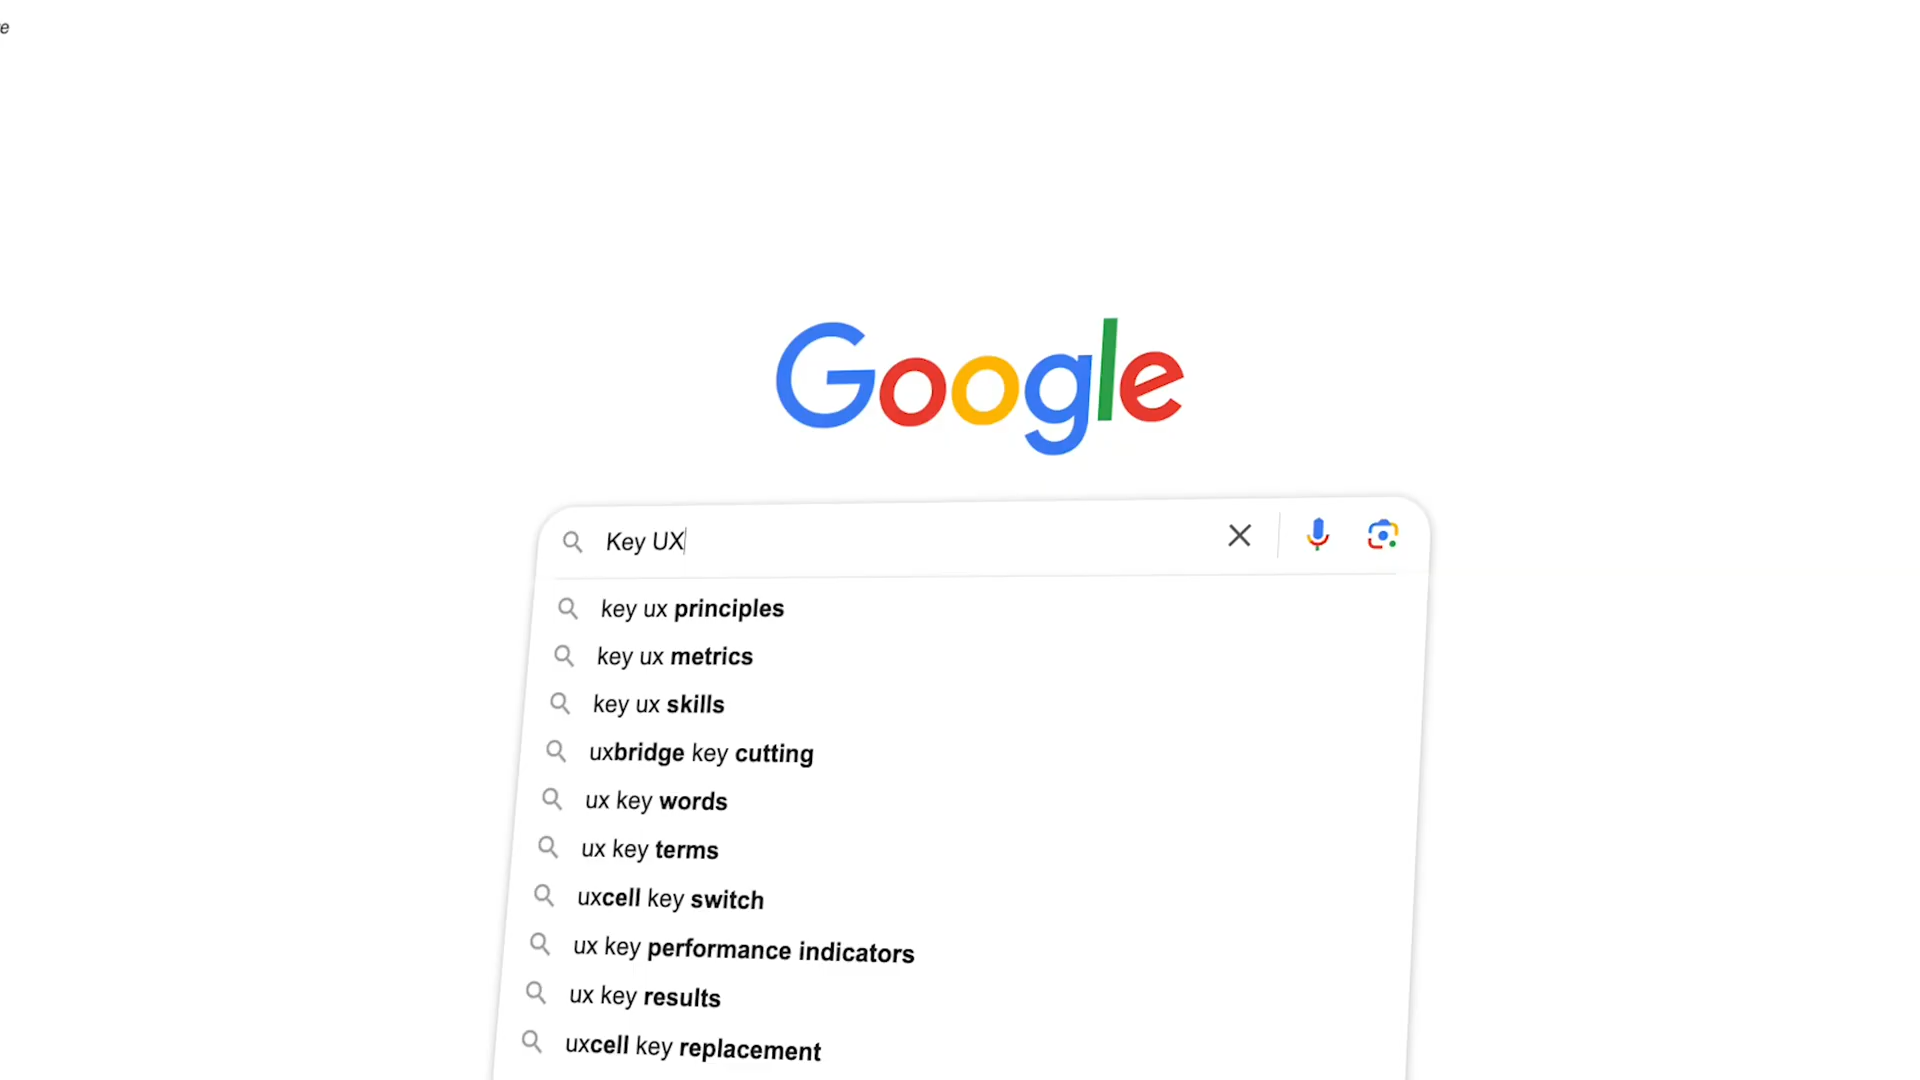 Google
Key UX
key ux principles
key ux metrics
key ux skills
uxbridge key cutting
ux key words
ux key terms
uxcell key switch
ux key performance indicators
ux key results
uxcell key replacement